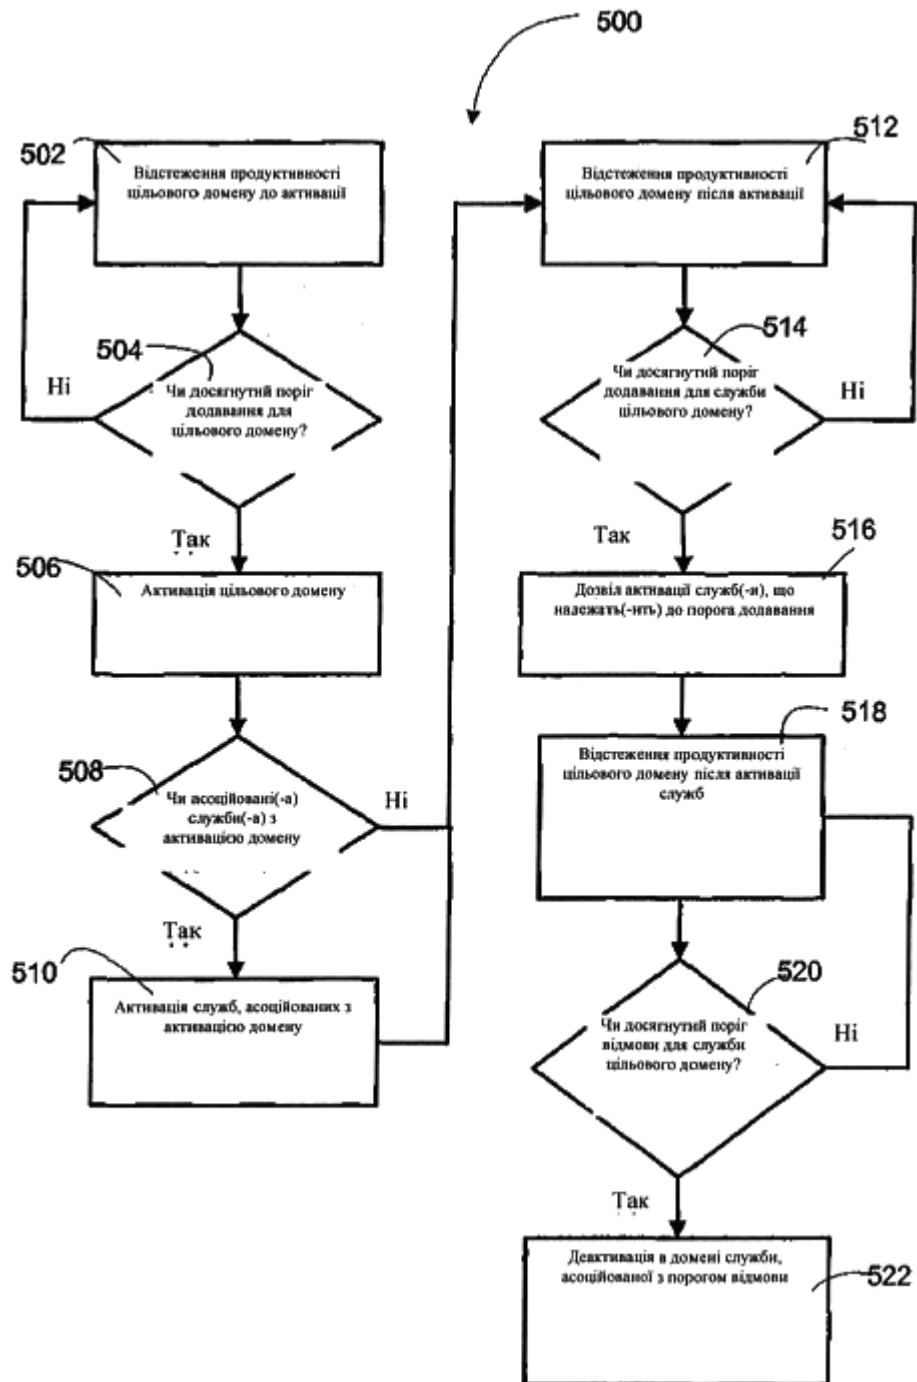 500
502
Відстеження продуктивності
цільового домену до активації
504
Чи досягнутий поріг
додавання для
цільового домену?
Ні
Так
506
Активація цільового домену
508
Чи асоційовані(-а)
служби(-а) з
активацією домену
Ні
Так
510
Активація служб, асоційованих з
активацією домену
512
Відстеження продуктивності
цільового домену після активації
514
Чи досягнутий поріг
додавання для служби
цільового домену?
Ні
Так
516
Дозвіл активації служб(-и), що
належать(-ить) до порога додавання
518
Відстеження продуктивності
цільового домену після активації
служб
520
Чи досягнутий поріг
відмови для служби
цільового домену?
Ні
Так
Деактивація в домені служби,
асоційованої з порогом відмови
522